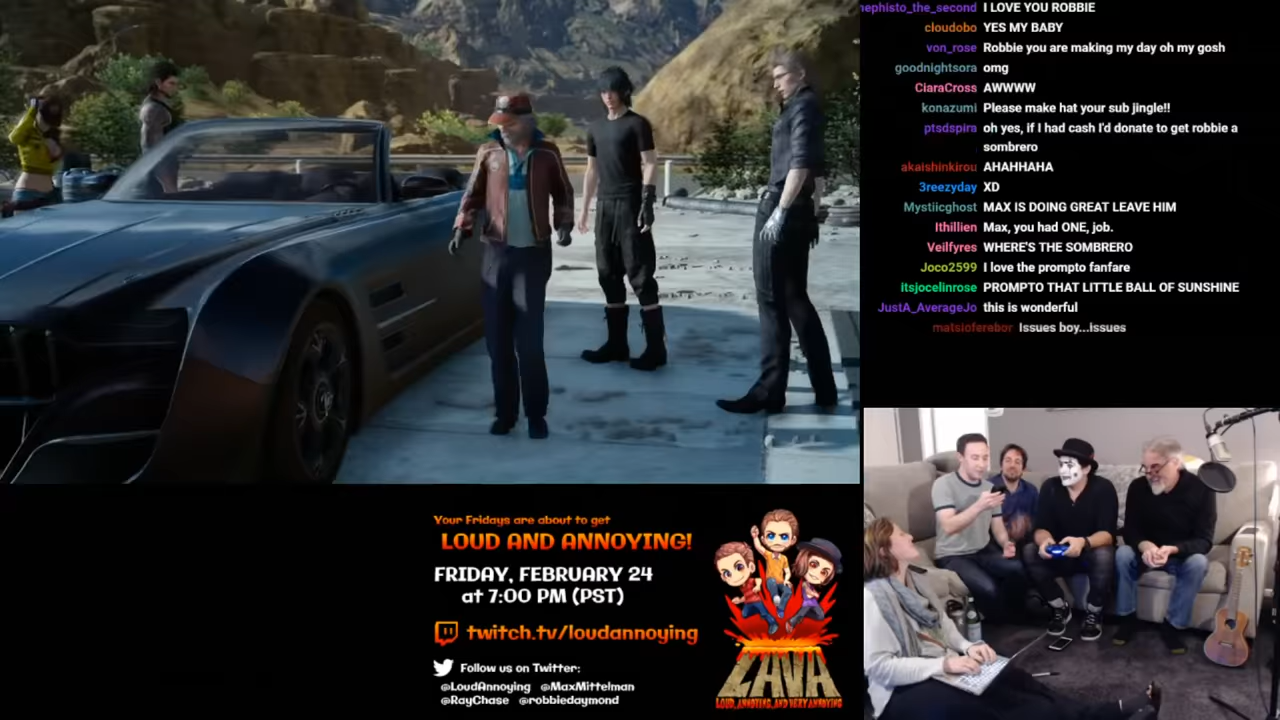 nephisto_the_second I LOVE YOU ROBBIE
cloudobo YES MY BABY
von_rose Robbie you are making my day oh my gosh
goodnightsora omg
CiaraCross AWWWW
konazumi Please make hat your sub jingle!!
ptsdspira oh yes, if I had cash I'd donate to get robbie a
sombrero
akaishinkirou AHAHHAHA
3reezyday XD
Mystiicghost MAX IS DOING GREAT LEAVE HIM
Ithillien Max, you had ONE, job.
Veilfyres WHERE'S THE SOMBRERO
Joco2599 I love the prompto fanfare
itsjocelinrose PROMPTO THAT LITTLE BALL OF SUNSHINE
JustA_AverageJo this is wonderful
matsioferabor Issues boy...issues
Your Fridays are about to get
LOUD AND ANNOYING!
FRIDAY, FEBRUARY 24
at 7:00 PM (PST)
twitch.tv/loudannoying
Follow us on Twitter:
@LoudAnnoying @MaxMittelman
@RayChase @robbiedaymond
LAVA
LOUD, ANNOYING, AND VERY ANNOYING